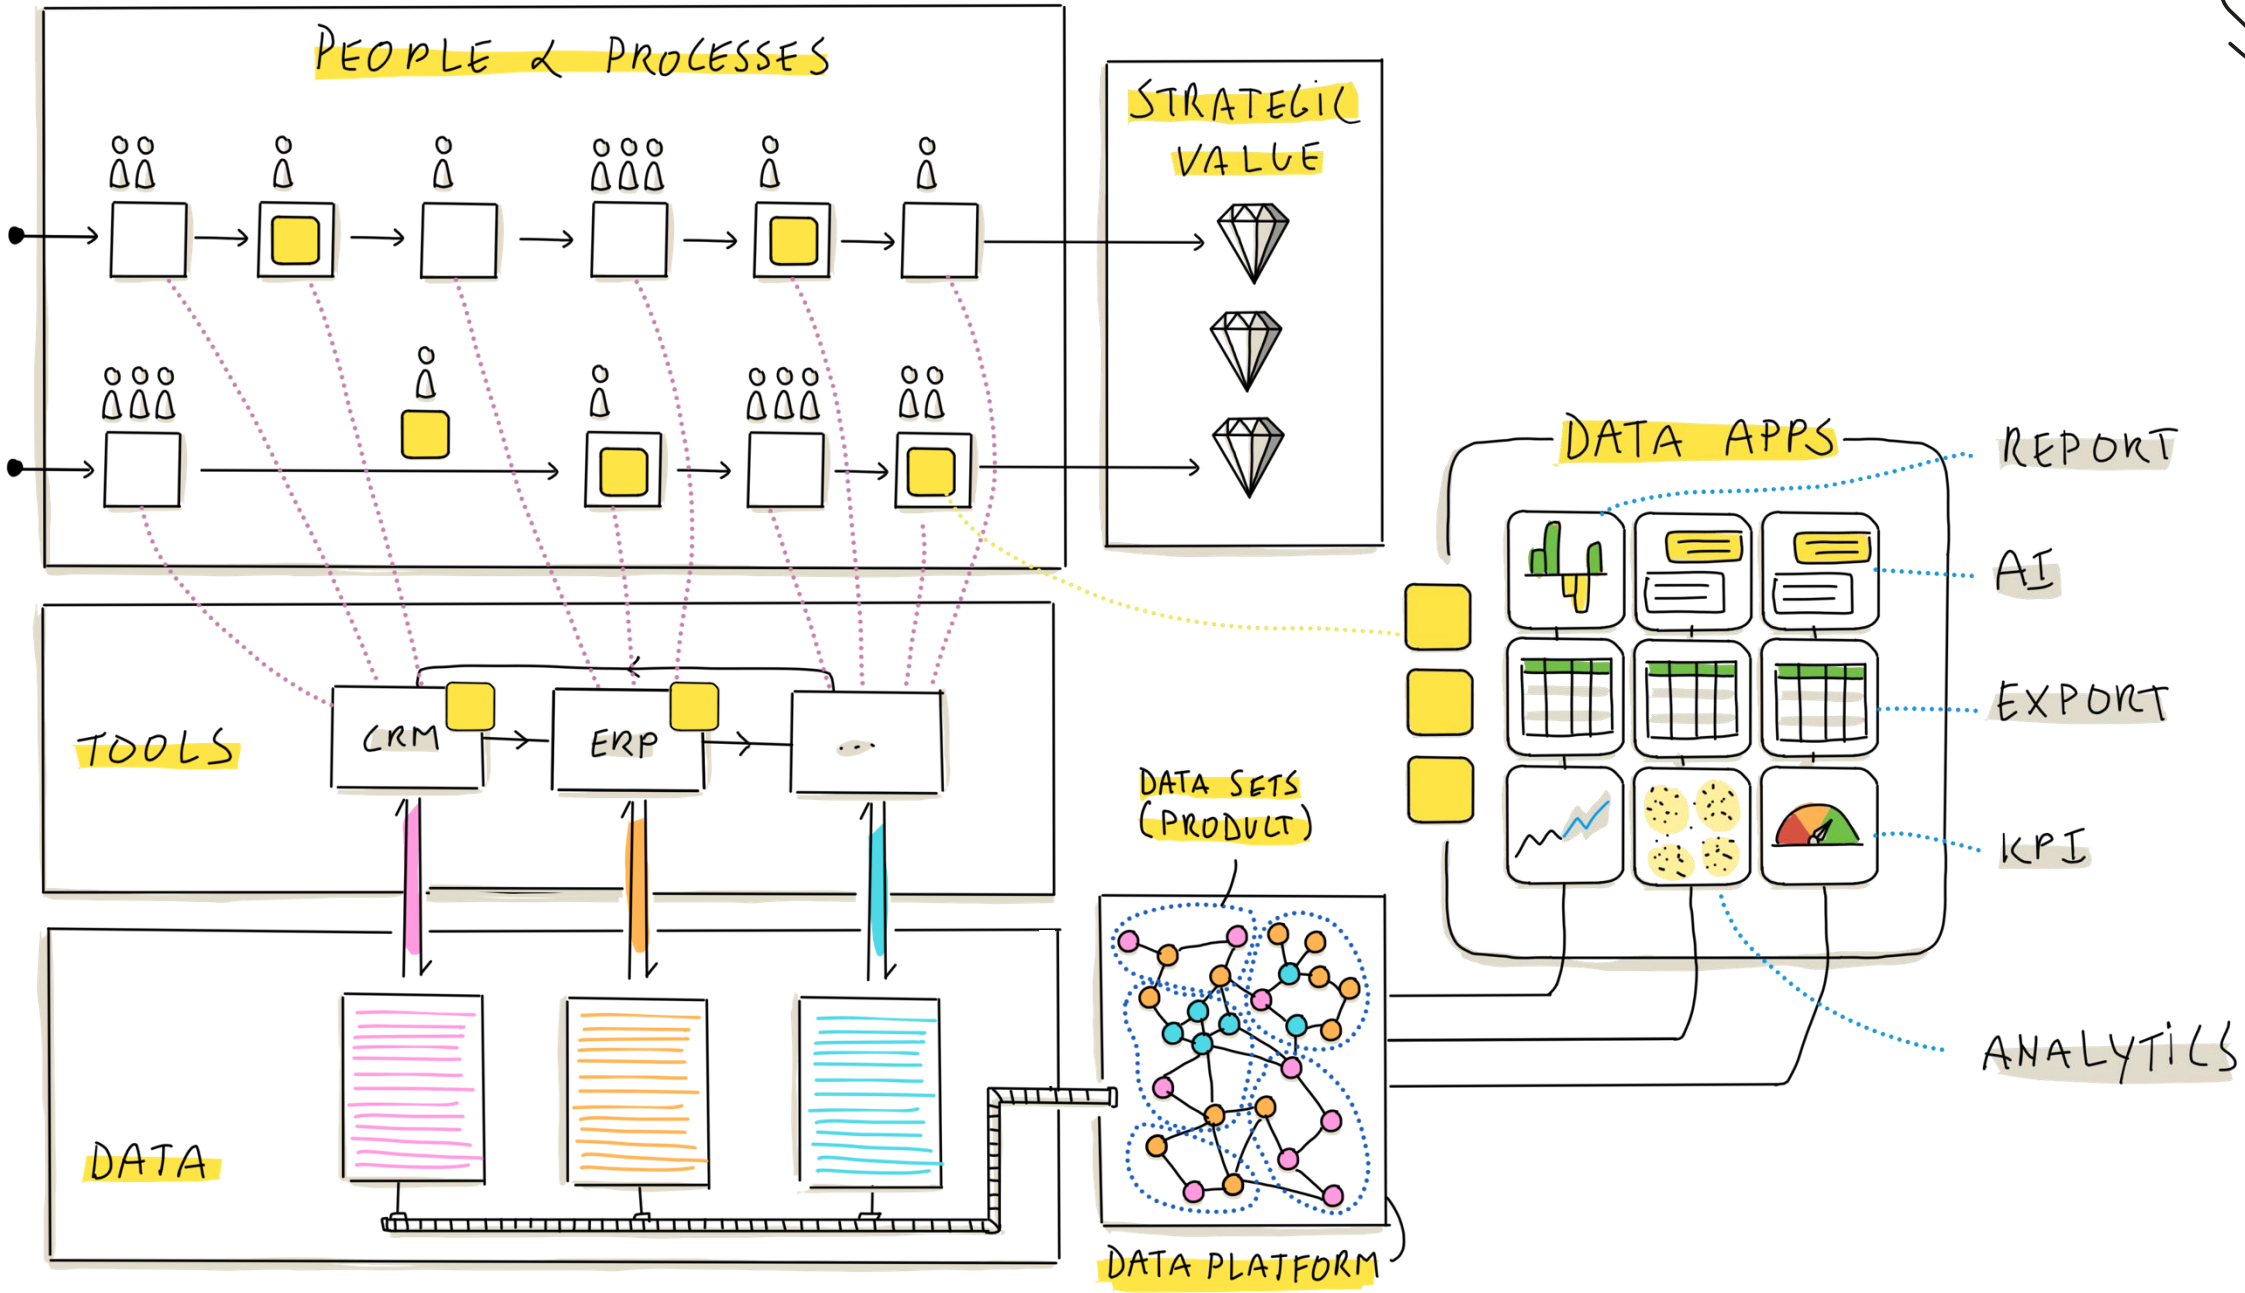 PEOPLE & PROCESSES
STRATEGIC
VALUE
DATA APPS
REPORT
AI
EXPORT
KPI
ANALYTICS
TOOLS
CRM
ERP
...
DATA SETS
(PRODUCT)
DATA
DATA PLATFORM